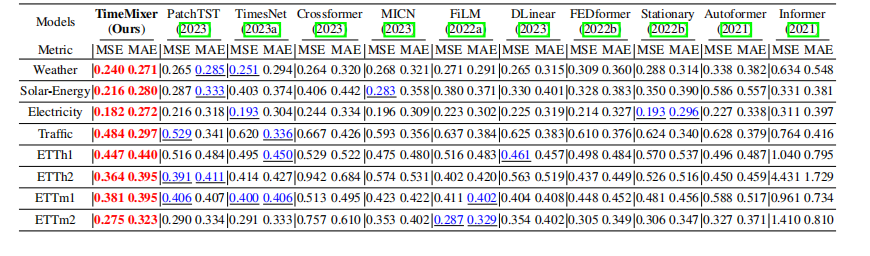 Models TimeMixer PatchTST TimesNet Crossformer MICN FiLM DLinear FEDformer Stationary Autoformer Informer
(Ours) (2023) (2023a) (2023) (2023) (2022a) (2023) (2022b) (2022b) (2021) (2021)
Metric MSE MAE MSE MAE MSE MAE MSE MAE MSE MAE MSE MAE MSE MAE MSE MAE MSE MAE MSE MAE MSE MAE
Weather 0.240 0.271 0.265 0.285 0.251 0.294 0.264 0.320 0.268 0.321 0.271 0.291 0.265 0.315 0.309 0.360 0.288 0.314 0.338 0.382 0.634 0.548
Solar-Energy 0.216 0.280 0.287 0.333 0.403 0.374 0.406 0.442 0.283 0.358 0.380 0.371 0.330 0.401 0.328 0.383 0.350 0.390 0.586 0.557 0.331 0.381
Electricity 0.182 0.272 0.216 0.318 0.193 0.304 0.244 0.334 0.196 0.309 0.223 0.302 0.225 0.319 0.214 0.327 0.193 0.296 0.227 0.338 0.311 0.397
Traffic 0.484 0.297 0.529 0.341 0.620 0.336 0.667 0.426 0.593 0.356 0.637 0.384 0.625 0.383 0.610 0.376 0.624 0.340 0.628 0.379 0.764 0.416
ETTh1 0.447 0.440 0.516 0.484 0.495 0.450 0.529 0.522 0.475 0.480 0.516 0.483 0.461 0.457 0.498 0.484 0.570 0.537 0.496 0.487 1.040 0.795
ETTh2 0.364 0.395 0.391 0.411 0.414 0.427 0.942 0.684 0.574 0.531 0.402 0.420 0.563 0.519 0.437 0.449 0.526 0.516 0.450 0.459 4.431 1.729
ETTm1 0.381 0.395 0.406 0.407 0.400 0.406 0.513 0.495 0.423 0.422 0.411 0.402 0.404 0.408 0.448 0.452 0.481 0.456 0.588 0.517 0.961 0.734
ETTm2 0.275 0.323 0.290 0.334 0.291 0.333 0.757 0.610 0.353 0.402 0.287 0.329 0.354 0.402 0.305 0.349 0.306 0.347 0.327 0.371 1.410 0.810